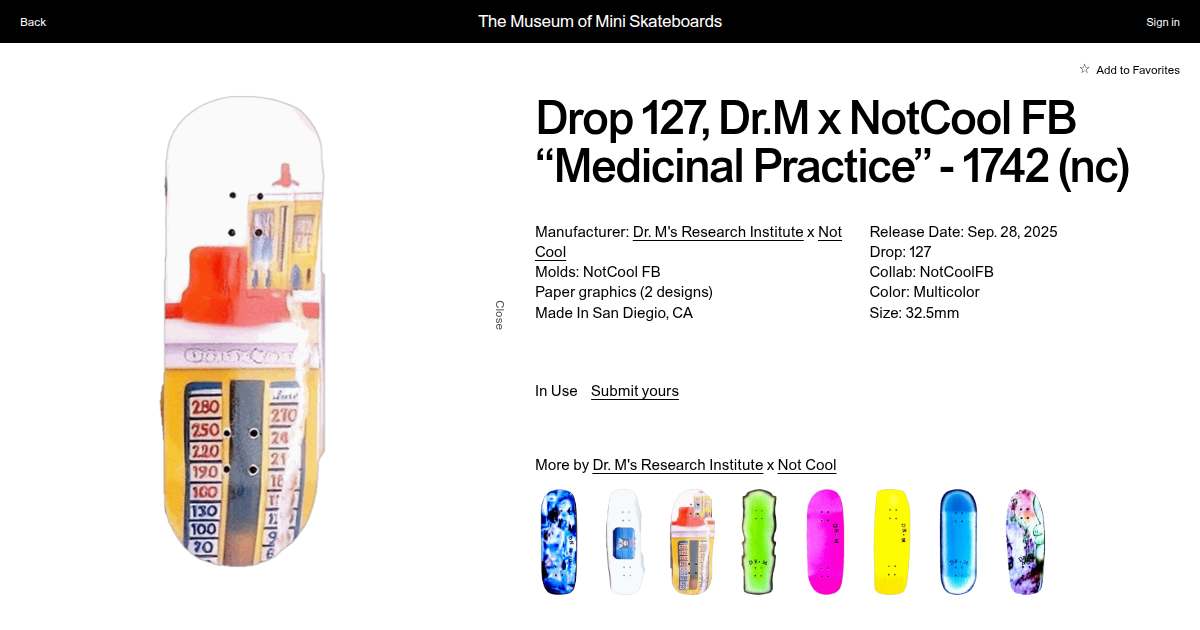 Back
The Museum of Mini Skateboards
Sign in
☆ Add to Favorites
Drop 127, Dr.M x NotCool FB
“Medicinal Practice” - 1742 (nc)
Manufacturer: Dr. M's Research Institute x Not
Cool
Molds: NotCool FB
Paper graphics (2 designs)
Made In San Diegio, CA
Release Date: Sep. 28, 2025
Drop: 127
Collab: NotCoolFB
Color: Multicolor
Size: 32.5mm
Close
280
250
220
190
160
130
100
70
270
In Use Submit yours
More by Dr. M's Research Institute x Not Cool